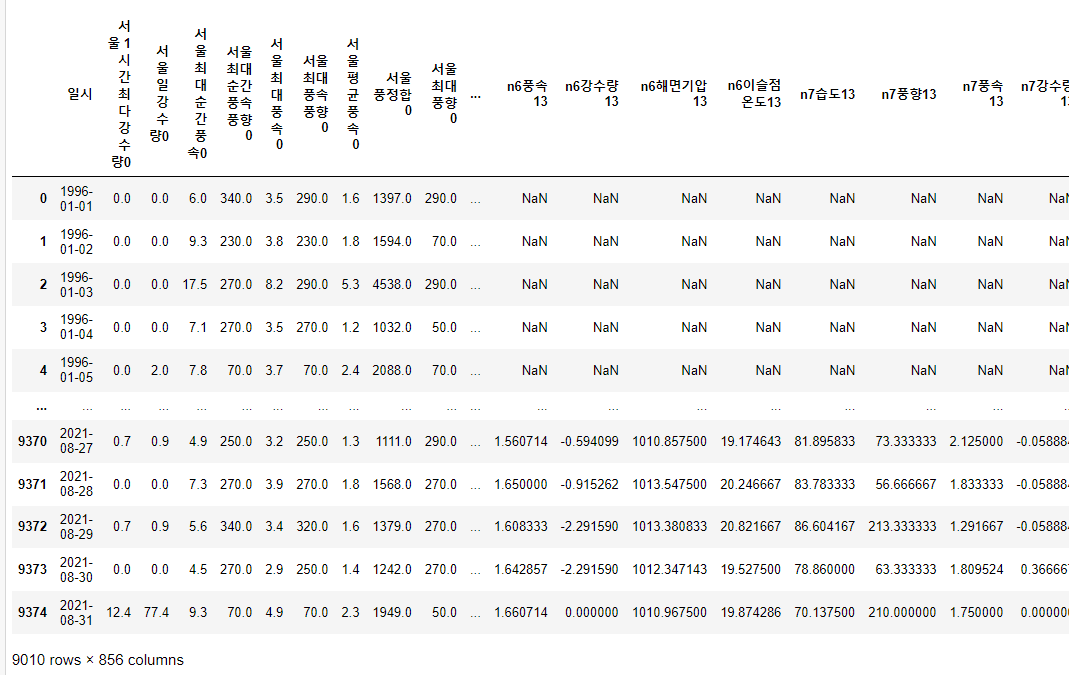 일시 서울 1시간최다강수량0 서울일강수량0 서울최대순간풍속0 서울최대순간풍속풍향0 서울최대풍속0 서울최대풍속풍향0 서울평균풍속0 서울풍정합0 서울최대풍향0 ... n6풍속13 n6강수량13 n6해면기압13 n6이슬점온도13 n7습도13 n7풍향13 n7풍속13 n7강수량1
0 1996-01-01 0.0 0.0 6.0 340.0 3.5 290.0 1.6 1397.0 290.0 ... NaN NaN NaN NaN NaN NaN NaN NaN
1 1996-01-02 0.0 0.0 9.3 230.0 3.8 230.0 1.8 1594.0 70.0 ... NaN NaN NaN NaN NaN NaN NaN NaN
2 1996-01-03 0.0 0.0 17.5 270.0 8.2 290.0 5.3 4538.0 290.0 ... NaN NaN NaN NaN NaN NaN NaN NaN
3 1996-01-04 0.0 0.0 7.1 270.0 3.5 270.0 1.2 1032.0 50.0 ... NaN NaN NaN NaN NaN NaN NaN NaN
4 1996-01-05 0.0 2.0 7.8 70.0 3.7 70.0 2.4 2088.0 70.0 ... NaN NaN NaN NaN NaN NaN NaN NaN
... ... ... ... ... ... ... ... ... ... ... ... ... ... ... ... ... ... ... ...
9370 2021-08-27 0.7 0.9 4.9 250.0 3.2 250.0 1.3 1111.0 290.0 ... 1.560714 -0.594099 1010.857500 19.174643 81.895833 73.333333 2.125000 -0.05888
9371 2021-08-28 0.0 0.0 7.3 270.0 3.9 270.0 1.8 1568.0 270.0 ... 1.650000 -0.915262 1013.547500 20.246667 83.783333 56.666667 1.833333 -0.05888
9372 2021-08-29 0.7 0.9 5.6 340.0 3.4 320.0 1.6 1379.0 270.0 ... 1.608333 -2.291590 1013.380833 20.821667 86.604167 213.333333 1.291667 -0.05888
9373 2021-08-30 0.0 0.0 4.5 270.0 2.9 250.0 1.4 1242.0 270.0 ... 1.642857 -2.291590 1012.347143 19.527500 78.860000 63.333333 1.809524 0.36666
9374 2021-08-31 12.4 77.4 9.3 70.0 4.9 70.0 2.3 1949.0 50.0 ... 1.660714 0.000000 1010.967500 19.874286 70.137500 210.000000 1.750000 0.00000
9010 rows × 856 columns